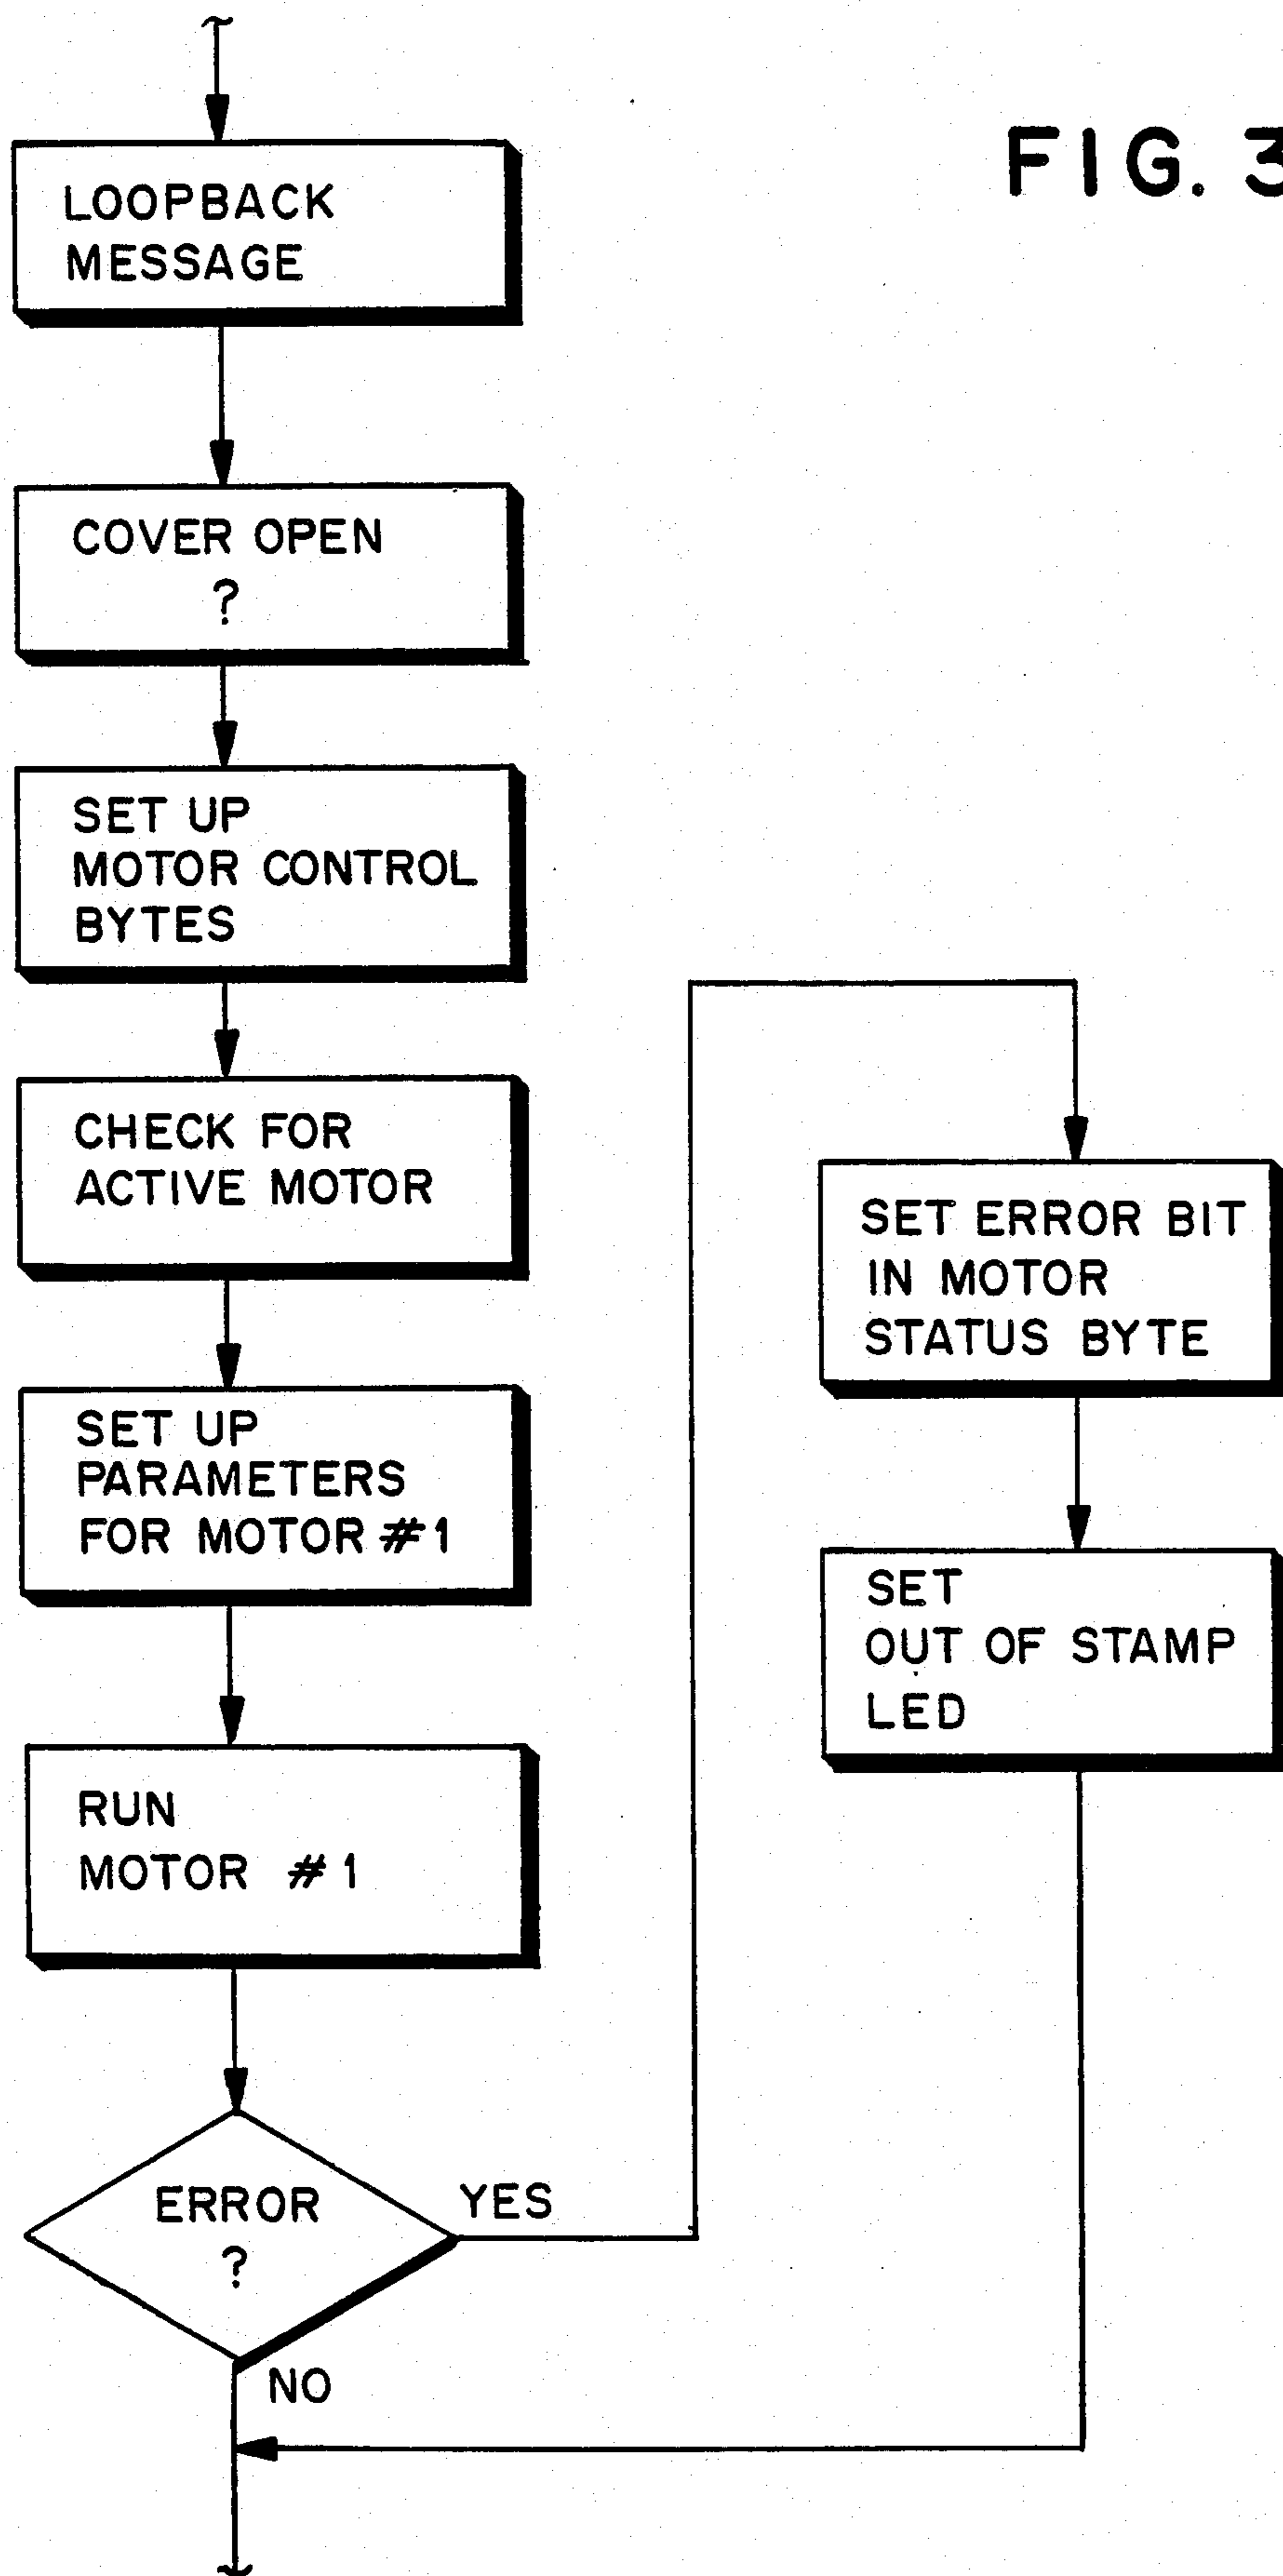 FIG. 3
LOOPBACK
MESSAGE
COVER OPEN
?
SET UP
MOTOR CONTROL
BYTES
CHECK FOR
ACTIVE MOTOR
SET UP
PARAMETERS
FOR MOTOR #1
RUN
MOTOR #1
ERROR
?
YES
NO
SET ERROR BIT
IN MOTOR
STATUS BYTE
SET
OUT OF STAMP
LED